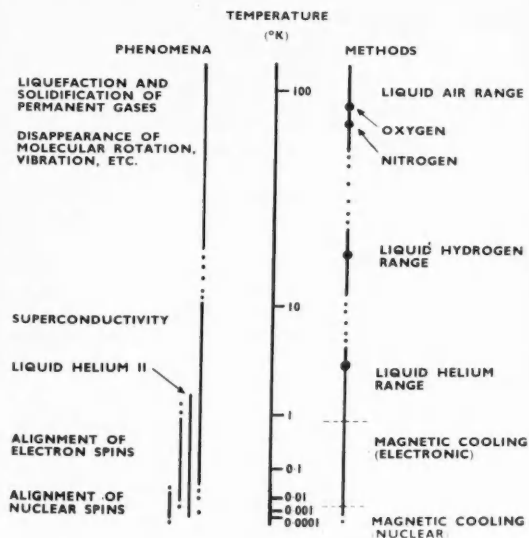 TEMPERATURE
(°K)
PHENOMENA
METHODS
LIQUEFACTION AND
SOLIDIFICATION OF
PERMANENT GASES
DISAPPEARANCE OF
MOLECULAR ROTATION,
VIBRATION, ETC.
SUPERCONDUCTIVITY
LIQUID HELIUM II
ALIGNMENT OF
ELECTRON SPINS
ALIGNMENT OF
NUCLEAR SPINS
100
10
1
0·1
0·01
0·001
0·0001
LIQUID AIR RANGE
OXYGEN
NITROGEN
LIQUID HYDROGEN
RANGE
LIQUID HELIUM
RANGE
MAGNETIC COOLING
(ELECTRONIC)
MAGNETIC COOLING
(NUCLEAR)